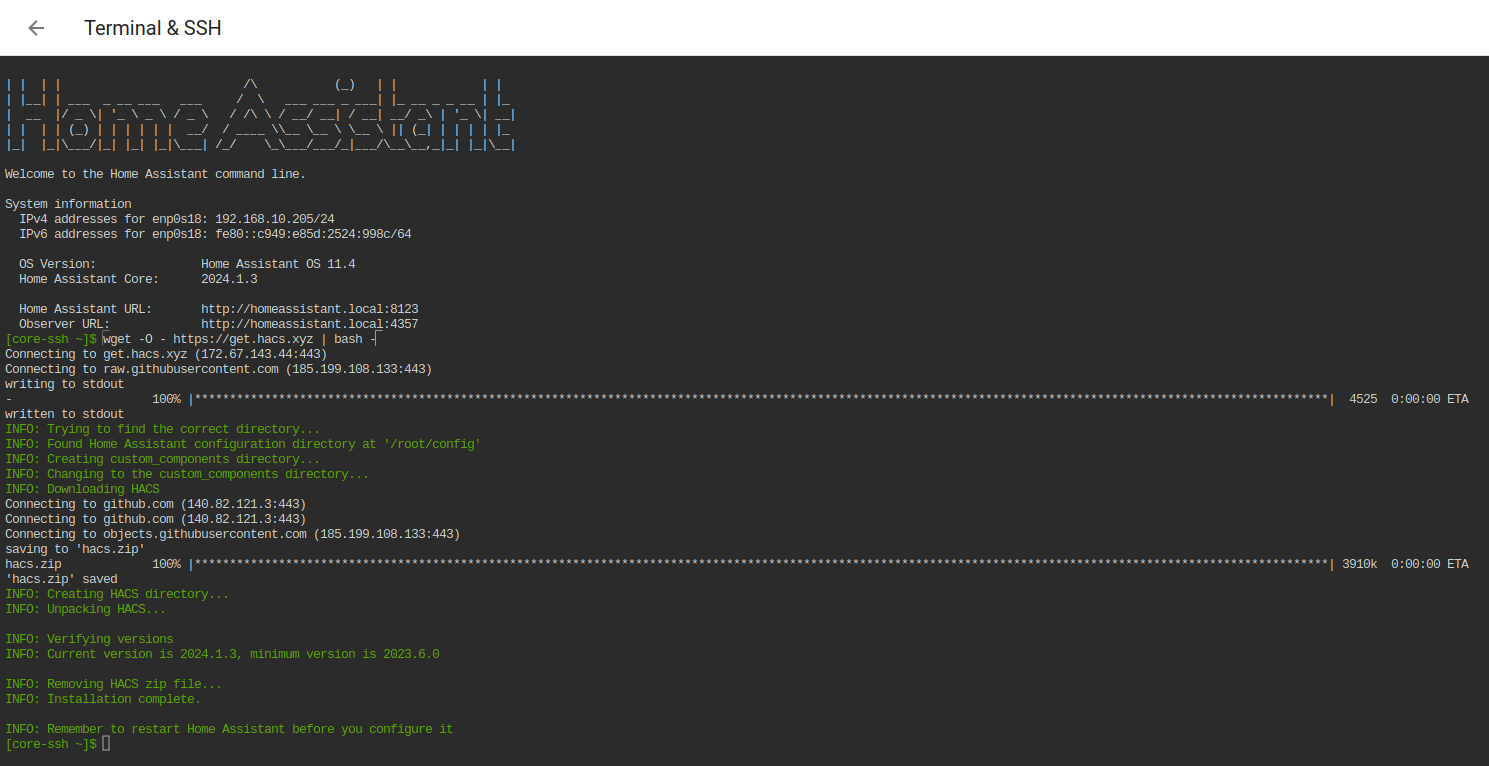 Terminal & SSH
| |  | |                          /\           (_)   | |            | |
| |__| | ___  _ __ ___   ___     /  \   ___ ___ _ ___| |_ __ _ _ __ | |_
|  __  |/ _ \| '_ \ _ \ / _ \   / /\ \ / __/ __| / __| __/ _\ | '_ \| __|
| |  | | (_) | | | | | |  __/  / ____ \\__ \__ \ \__ \ || (_| | | | | |_
|_|  |_|\___/|_| |_| |_|\___| /_/    \_\___/___/_|___/\__\__,_|_| |_|\__|
Welcome to the Home Assistant command line.
System information
IPv4 addresses for enp0s18: 192.168.10.205/24
IPv6 addresses for enp0s18: fe80::c949:e85d:2524:998c/64
OS Version: Home Assistant OS 11.4
Home Assistant Core: 2024.1.3
Home Assistant URL: http://homeassistant.local:8123
Observer URL: http://homeassistant.local:4357
[core-ssh ~]$ wget -O - https://get.hacs.xyz | bash -
Connecting to get.hacs.xyz (172.67.143.44:443)
Connecting to raw.githubusercontent.com (185.199.108.133:443)
writing to stdout
- 100% |******************************************************************************************************************************************************************| 4525 0:00:00 ETA
written to stdout
INFO: Trying to find the correct directory...
INFO: Found Home Assistant configuration directory at '/root/config'
INFO: Creating custom_components directory...
INFO: Changing to the custom_components directory...
INFO: Downloading HACS
Connecting to github.com (140.82.121.3:443)
Connecting to github.com (140.82.121.3:443)
Connecting to objects.githubusercontent.com (185.199.108.133:443)
saving to 'hacs.zip'
hacs.zip 100% |******************************************************************************************************************************************************************| 3910k 0:00:00 ETA
'hacs.zip' saved
INFO: Creating HACS directory...
INFO: Unpacking HACS...
INFO: Verifying versions
INFO: Current version is 2024.1.3, minimum version is 2023.6.0
INFO: Removing HACS zip file...
INFO: Installation complete.
INFO: Remember to restart Home Assistant before you configure it
[core-ssh ~]$